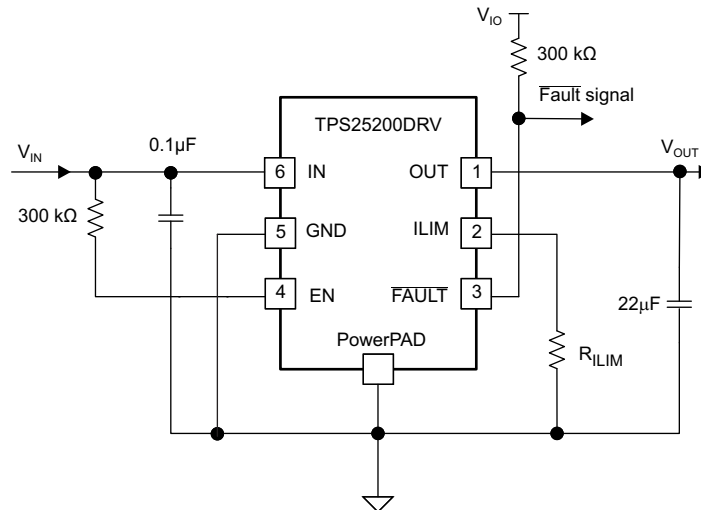 V_IO
300 kΩ
Fault signal
TPS25200DRV
V_IN
0.1µF
V_OUT
6 IN
OUT 1
300 kΩ
5 GND
ILIM 2
4 EN
FAULT 3
22µF
PowerPAD
R_ILIM